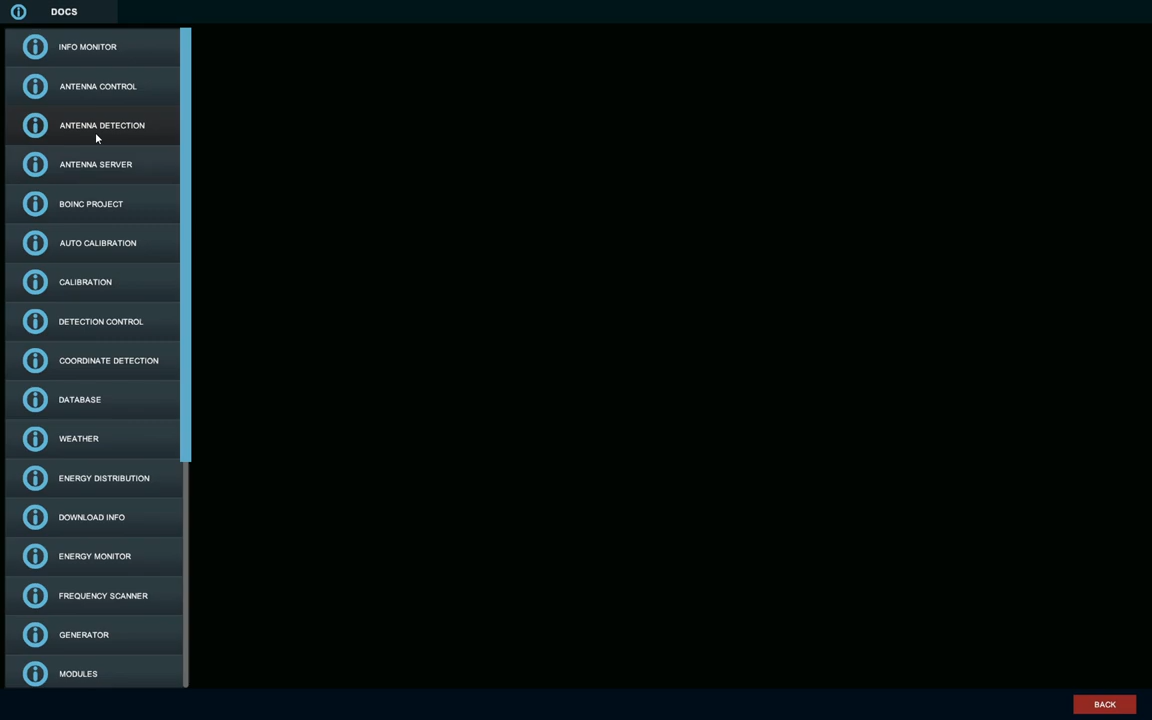 DOCS
INFO MONITOR
ANTENNA CONTROL
ANTENNA DETECTION
ANTENNA SERVER
BOINC PROJECT
AUTO CALIBRATION
CALIBRATION
DETECTION CONTROL
COORDINATE DETECTION
DATABASE
WEATHER
ENERGY DISTRIBUTION
DOWNLOAD INFO
ENERGY MONITOR
FREQUENCY SCANNER
GENERATOR
MODULES
BACK